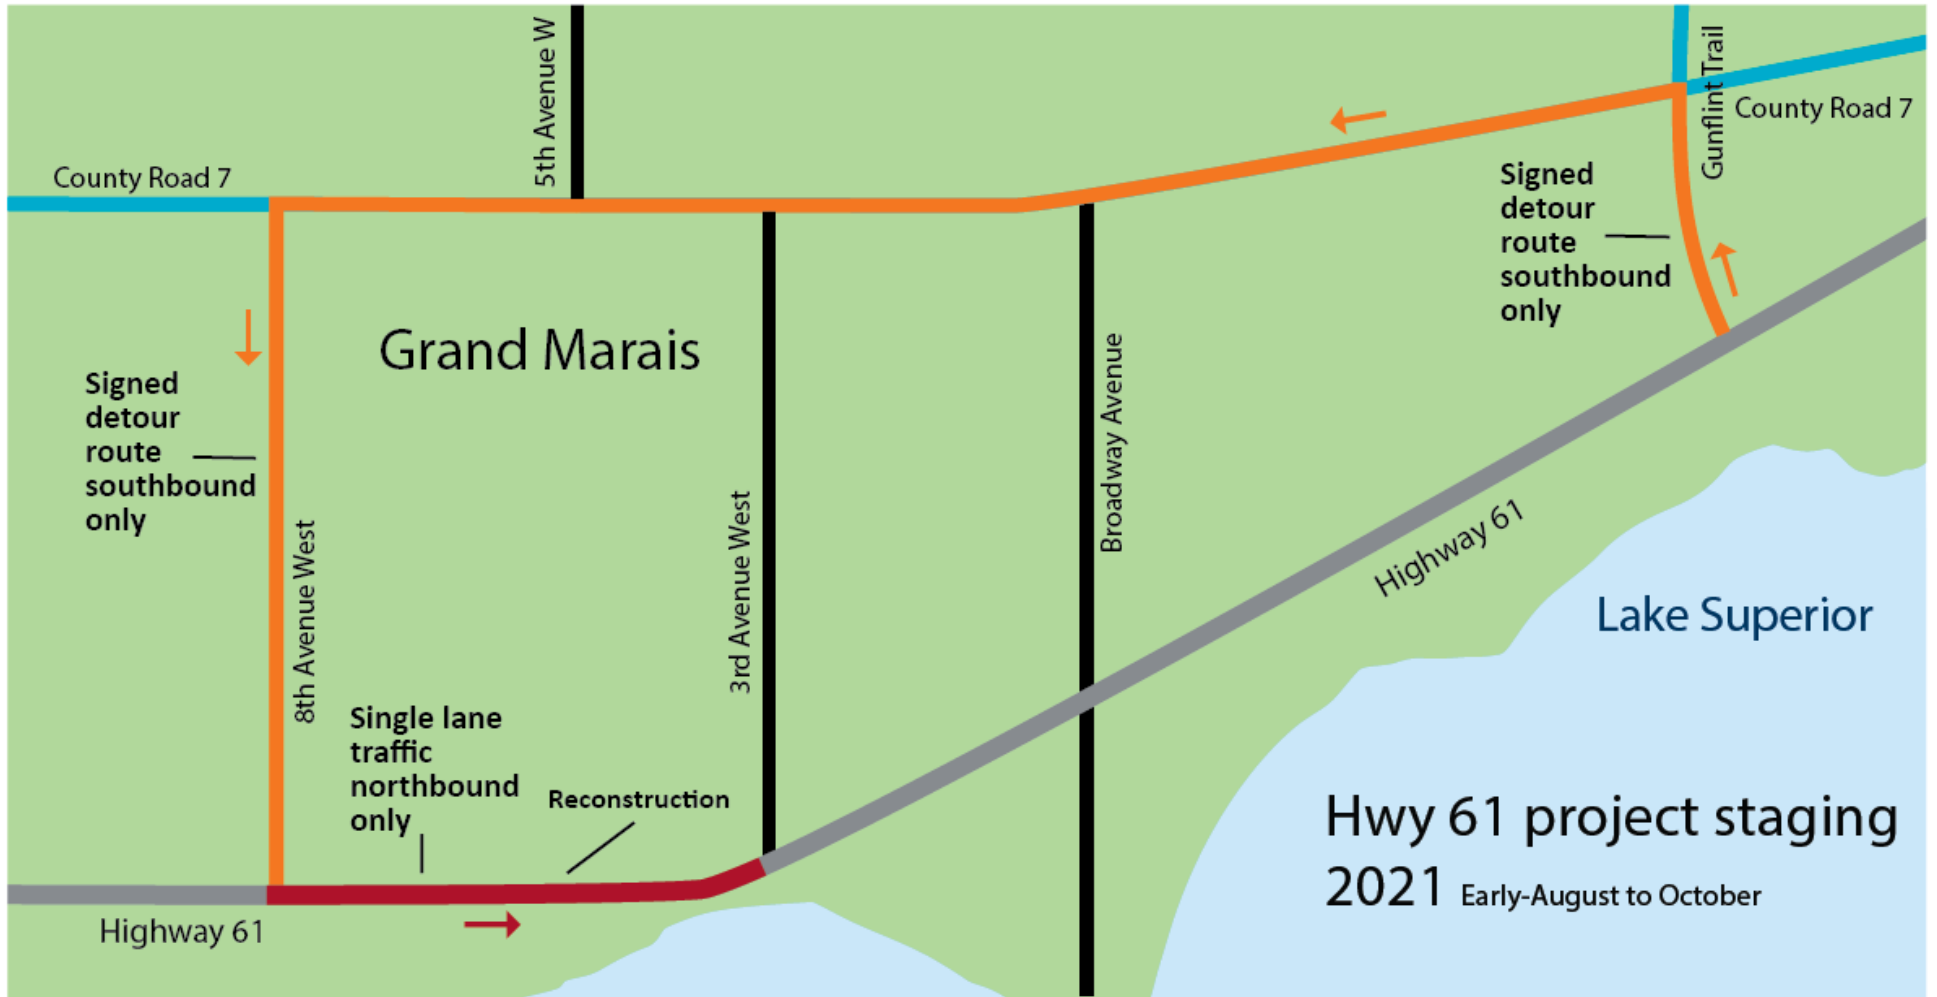 5th Avenue W
Gunflint Trail
County Road 7
County Road 7
Signed
detour
route
southbound
only
Grand Marais
Signed
detour
route
southbound
only
8th Avenue West
3rd Avenue West
Broadway Avenue
Highway 61
Lake Superior
Single lane
traffic
northbound
only
Reconstruction
Highway 61
Hwy 61 project staging
2021 Early-August to October